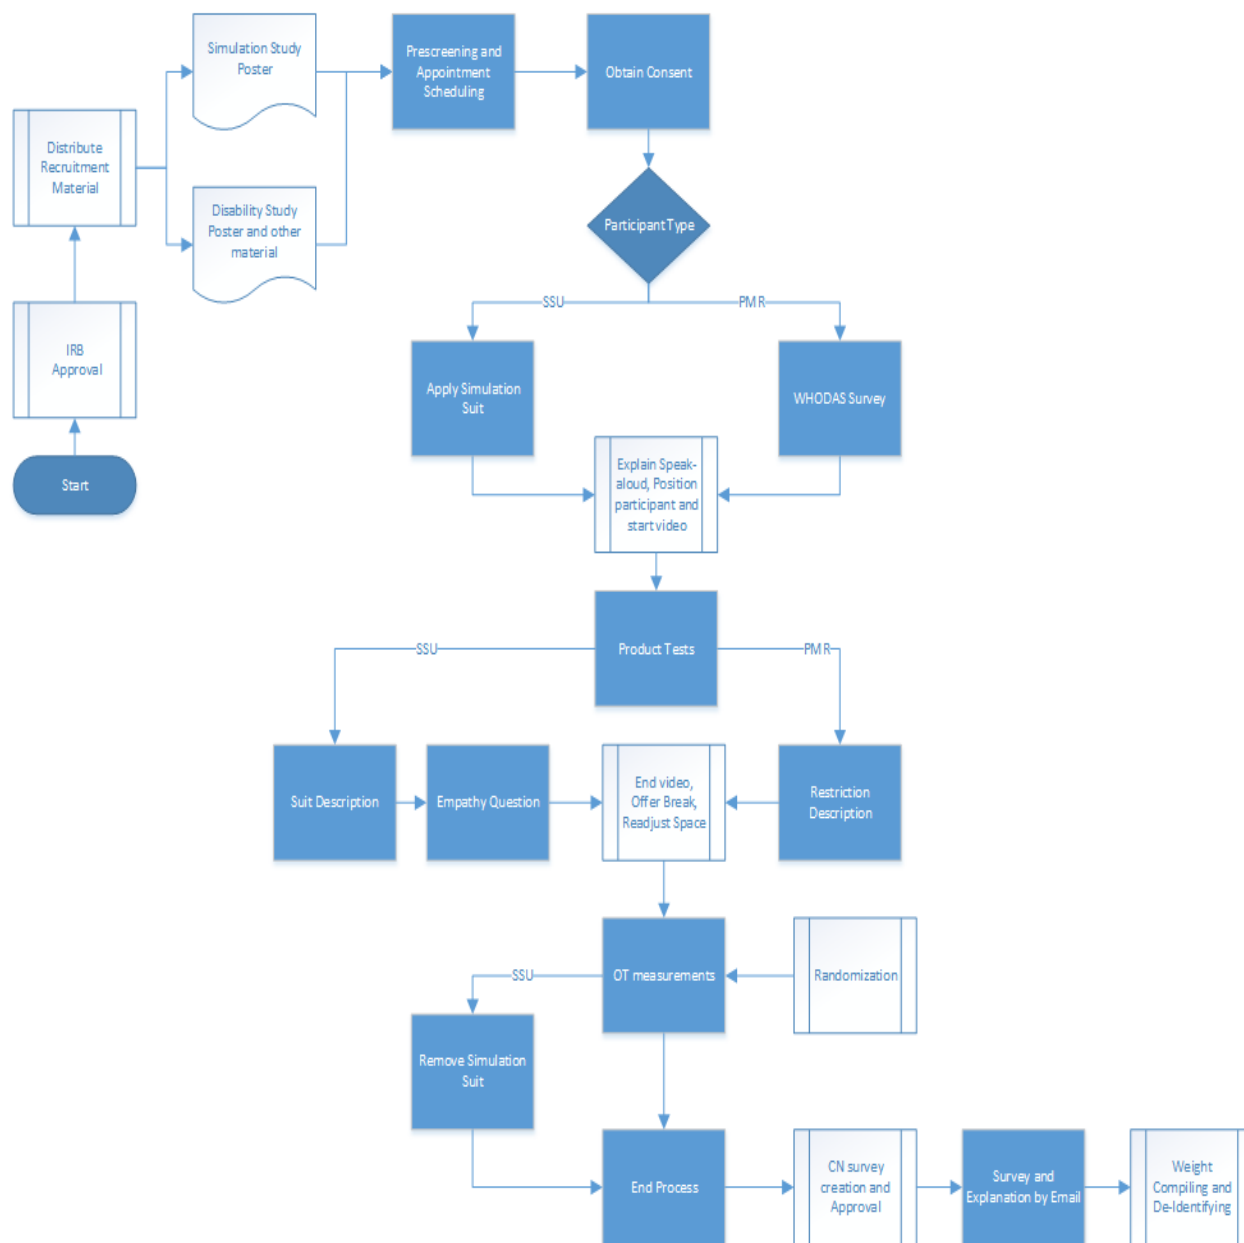 Simulation Study
Poster
Prescreening and
Appointment
Scheduling
Obtain Consent
Distribute
Recruitment
Material
Disability Study
Poster and other
material
Participant Type
SSU
PMR
IRB
Approval
Apply Simulation
Suit
WHODAS Survey
Start
Explain Speak-
aloud, Position
participant and
start video
Product Tests
SSU
PMR
Suit Description
Empathy Question
End video,
Offer Break,
Readjust Space
Restriction
Description
OT measurements
Randomization
SSU
Remove Simulation
Suit
End Process
CN survey
creation and
Approval
Survey and
Explanation by Email
Weight
Compiling and
De-Identifying